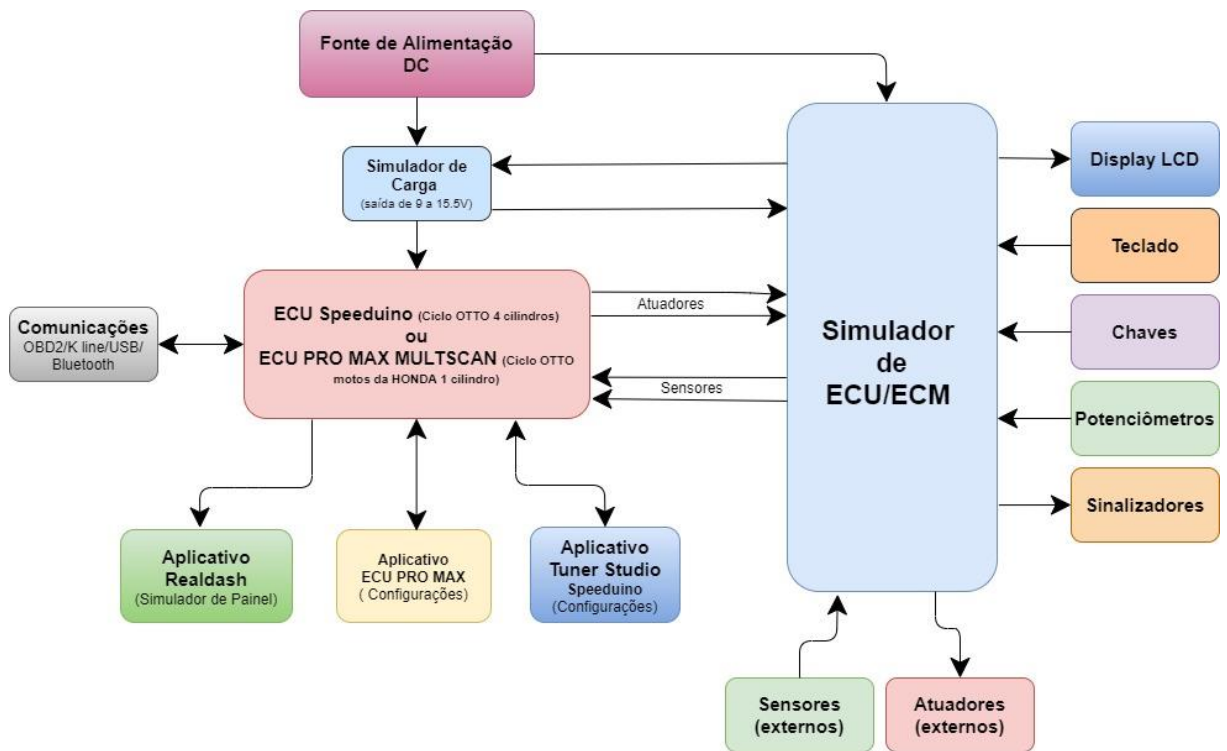 Fonte de Alimentação
DC
Simulador de
Carga
(saída de 9 a 15.5V)
Display LCD
Teclado
ECU Speeduino (Ciclo OTTO 4 cilindros)
ou
ECU PRO MAX MULTSCAN (Ciclo OTTO
motos da HONDA 1 cilindro)
Atuadores
Sensores
Comunicações
OBD2/K line/USB/
Bluetooth
Simulador
de
ECU/ECM
Chaves
Potenciômetros
Sinalizadores
Aplicativo
Realdash
(Simulador de Painel)
Aplicativo
ECU PRO MAX
( Configurações)
Aplicativo
Tuner Studio
Speeduino
(Configurações)
Sensores
(externos)
Atuadores
(externos)